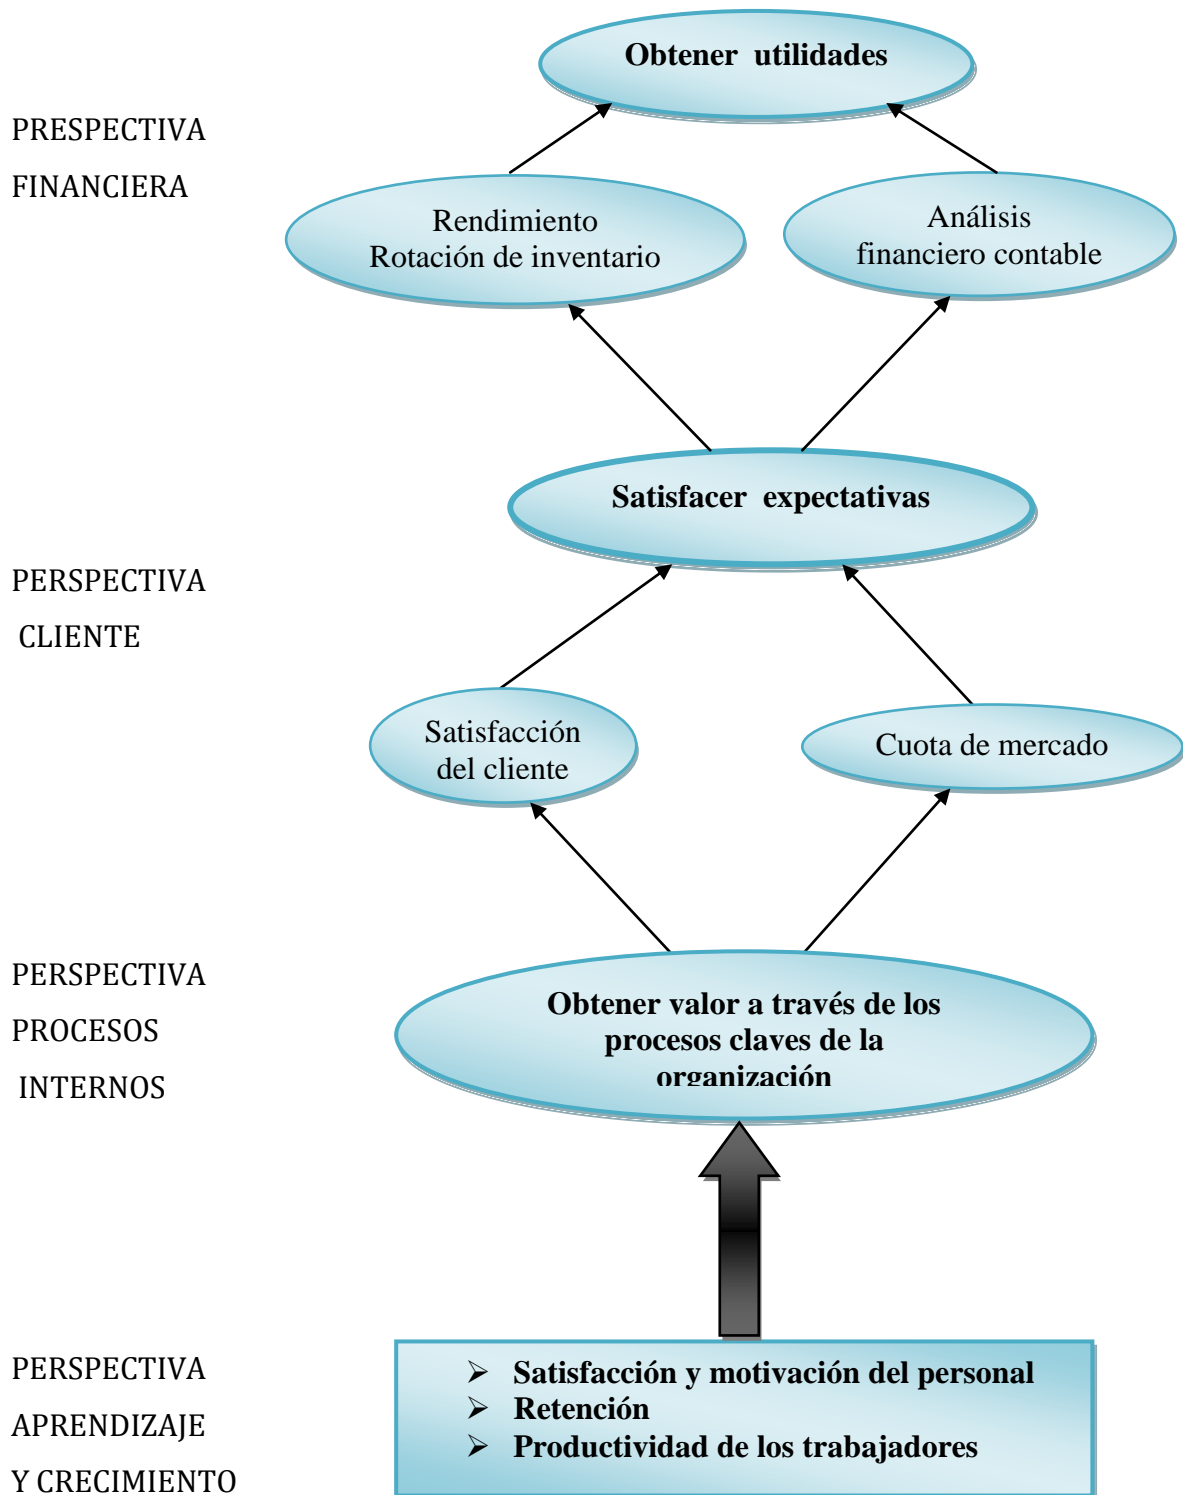 Obtener  utilidades
PRESPECTIVA
FINANCIERA
Rendimiento
Rotación de inventario
Análisis
financiero contable
Satisfacer  expectativas
PERSPECTIVA
CLIENTE
Satisfacción
del cliente
Cuota de mercado
PERSPECTIVA
PROCESOS
INTERNOS
Obtener valor a través de los
procesos claves de la
organización
PERSPECTIVA
APRENDIZAJE
Y CRECIMIENTO
➢ Satisfacción y motivación del personal
➢ Retención
➢ Productividad de los trabajadores